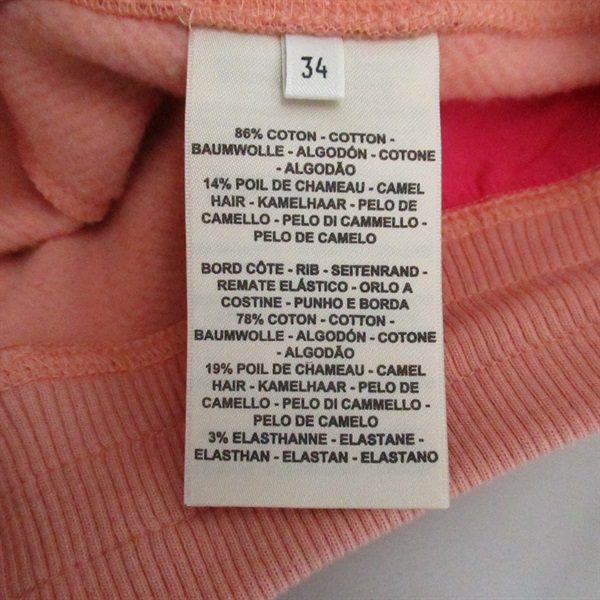 34
86% COTON - COTTON -
BAUMWOLLE - ALGODÓN - COTONE
- ALGODÃO
14% POIL DE CHAMEAU - CAMEL
HAIR - KAMELHAAR - PELO DE
CAMELLO - PELO DI CAMMELLO -
PELO DE CAMELO
BORD CÔTE - RIB - SEITENRAND -
REMATE ELÁSTICO - ORLO A
COSTINE - PUNHO E BORDA
78% COTON - COTTON -
BAUMWOLLE - ALGODÓN - COTONE
- ALGODÃO
19% POIL DE CHAMEAU - CAMEL
HAIR - KAMELHAAR - PELO DE
CAMELLO - PELO DI CAMMELLO -
PELO DE CAMELO
3% ELASTHANNE - ELASTANE -
ELASTHAN - ELASTAN - ELASTANO